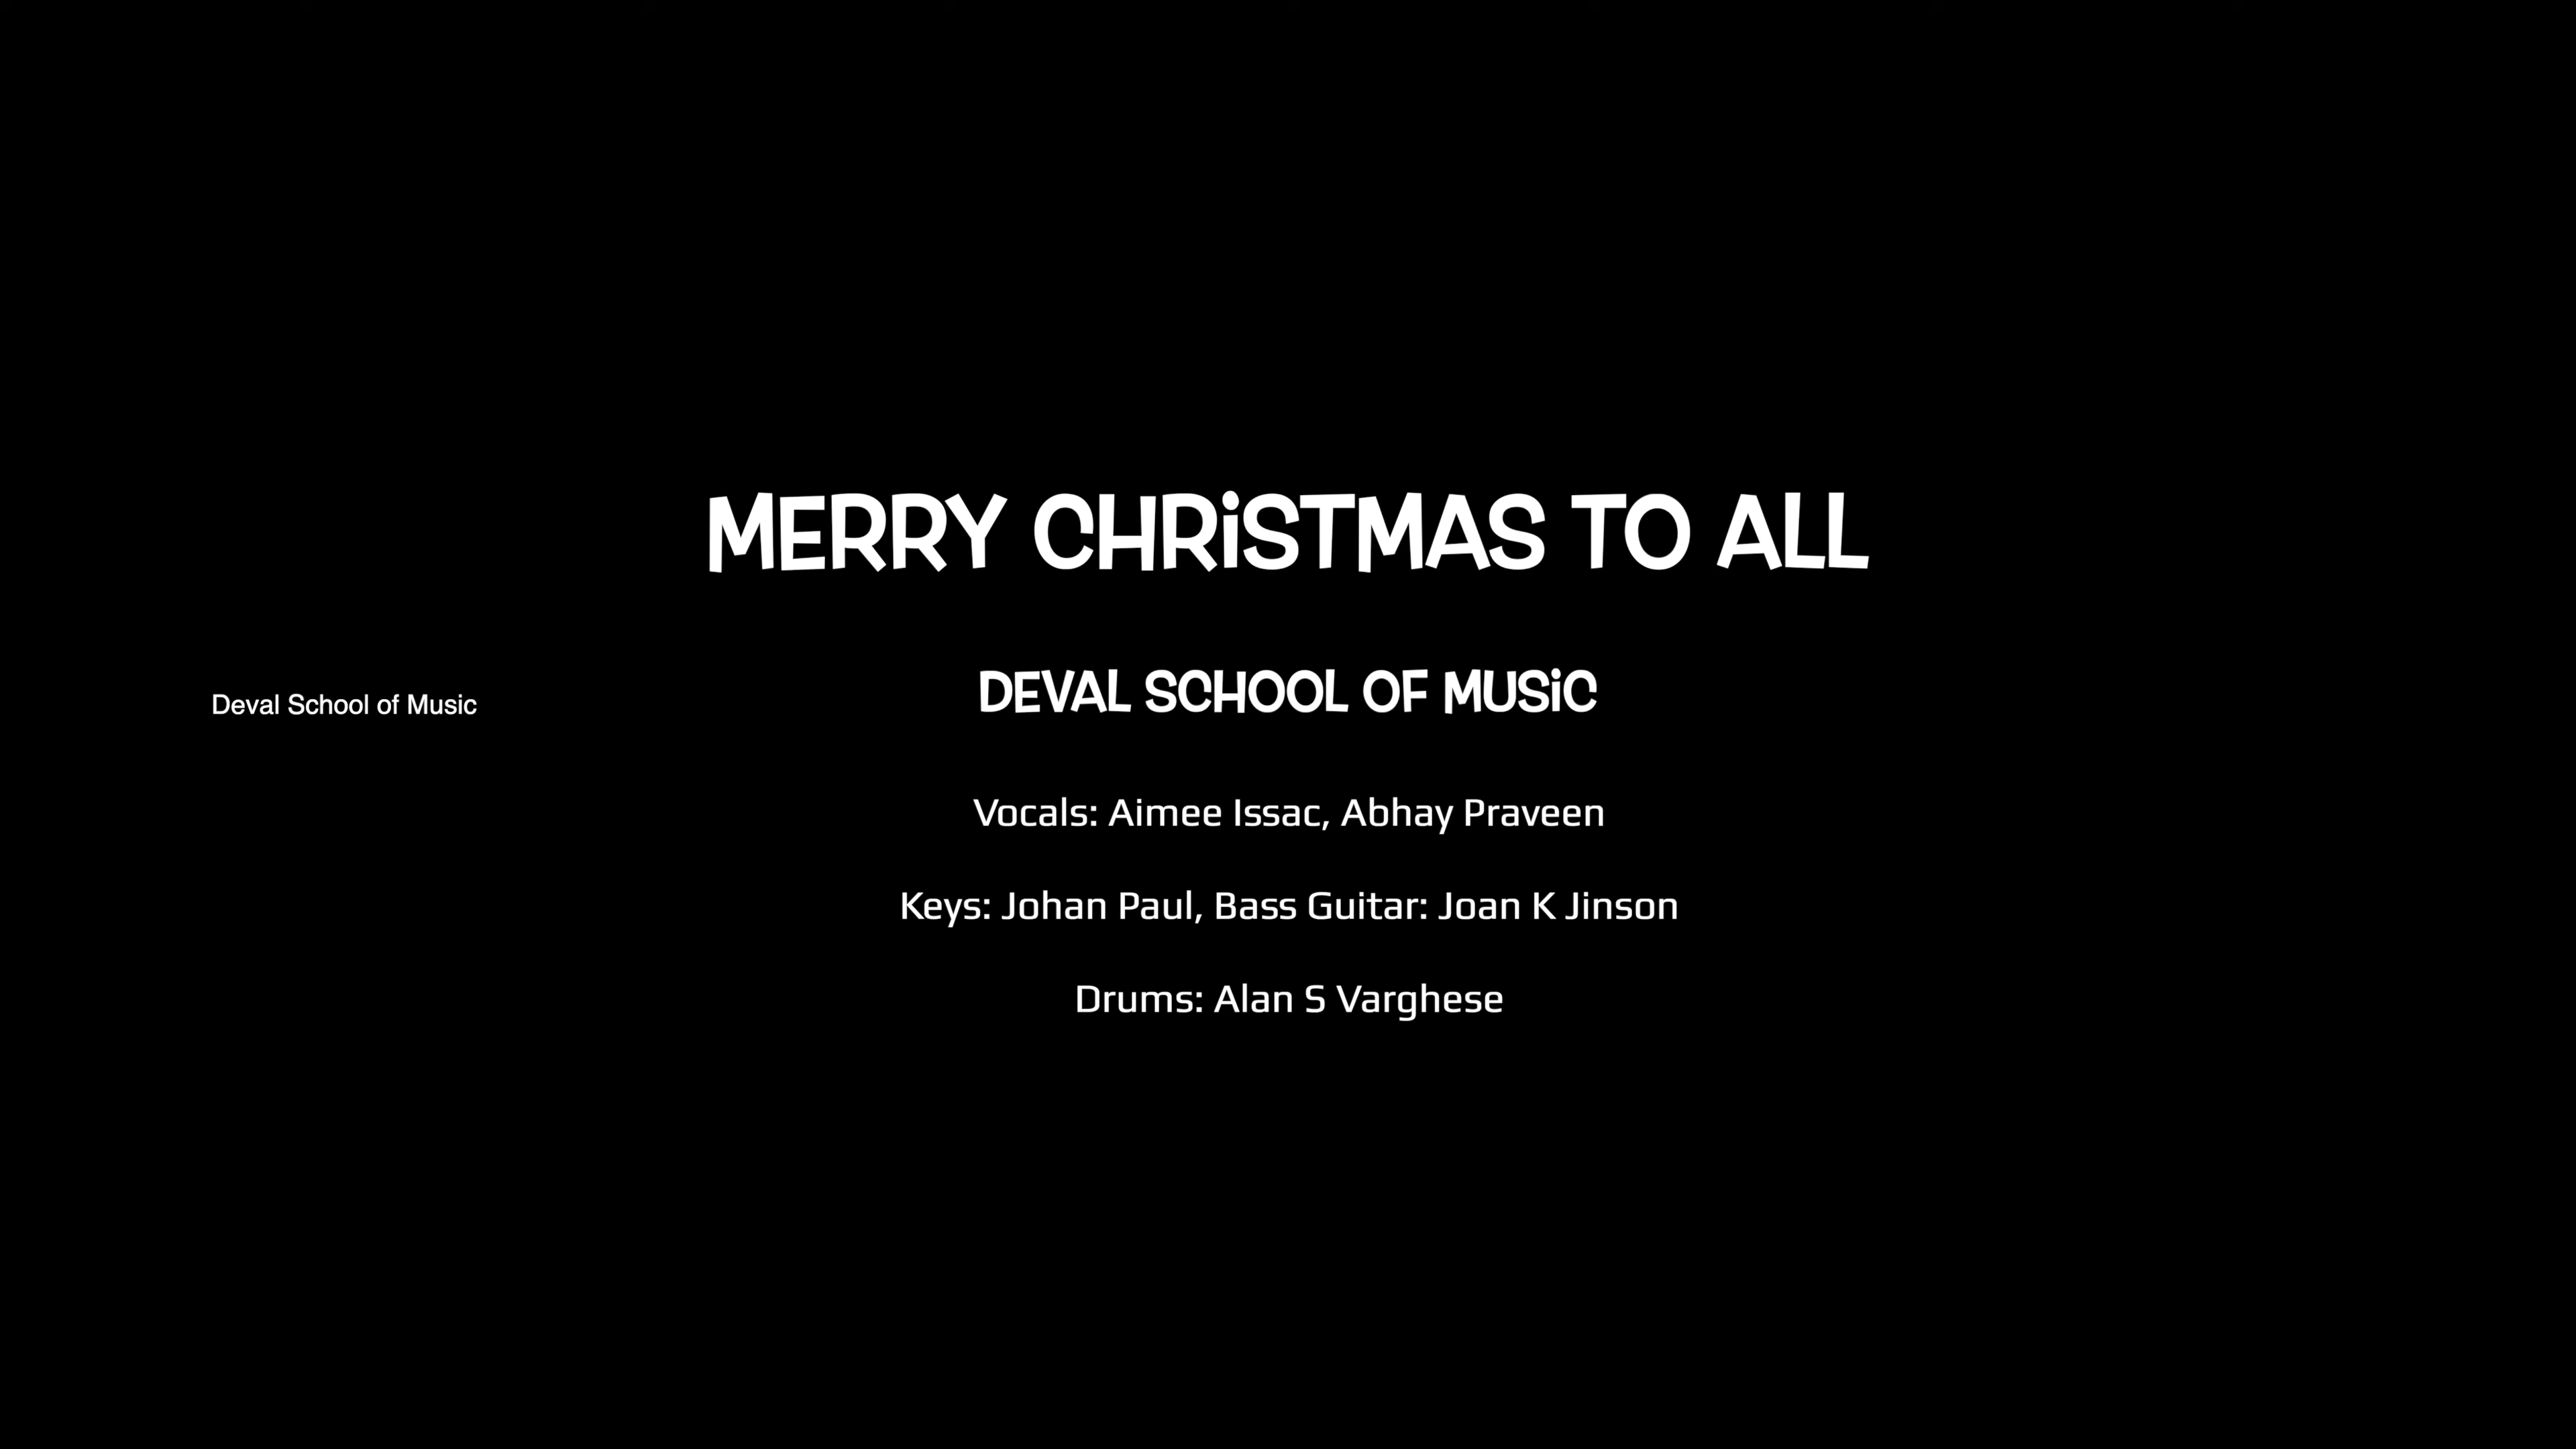 MERRY CHRiSTMAS TO ALL
Deval School of Music
DEVAL SCHOOL OF MUSiC
Vocals: Aimee Issac, Abhay Praveen
Keys: Johan Paul, Bass Guitar: Joan K Jinson
Drums: Alan S Varghese